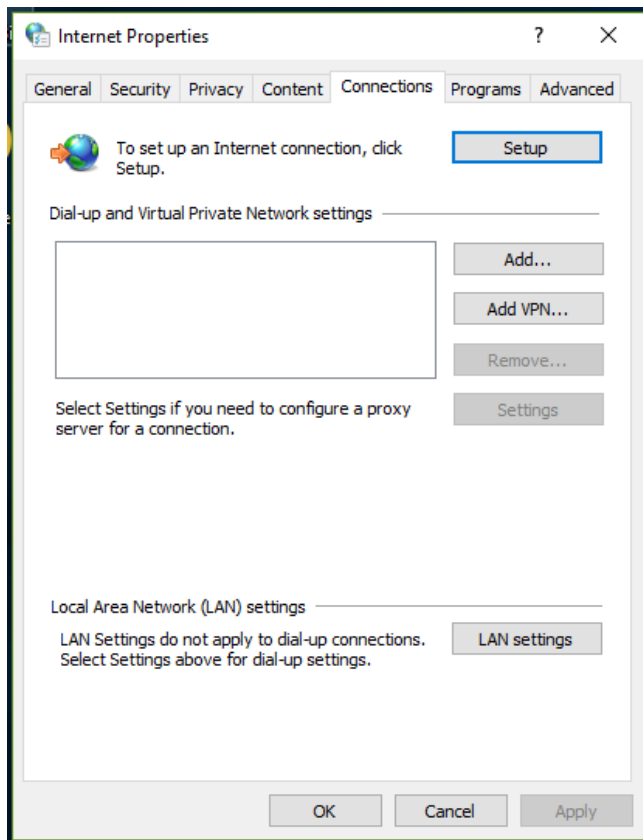 Internet Properties
?
General Security Privacy Content Connections Programs Advanced
To set up an Internet connection, click
Setup.
Setup
Dial-up and Virtual Private Network settings
Add...
Add VPN...
Remove...
Select Settings if you need to configure a proxy
server for a connection.
Settings
Local Area Network (LAN) settings
LAN Settings do not apply to dial-up connections.
Select Settings above for dial-up settings.
LAN settings
OK Cancel Apply